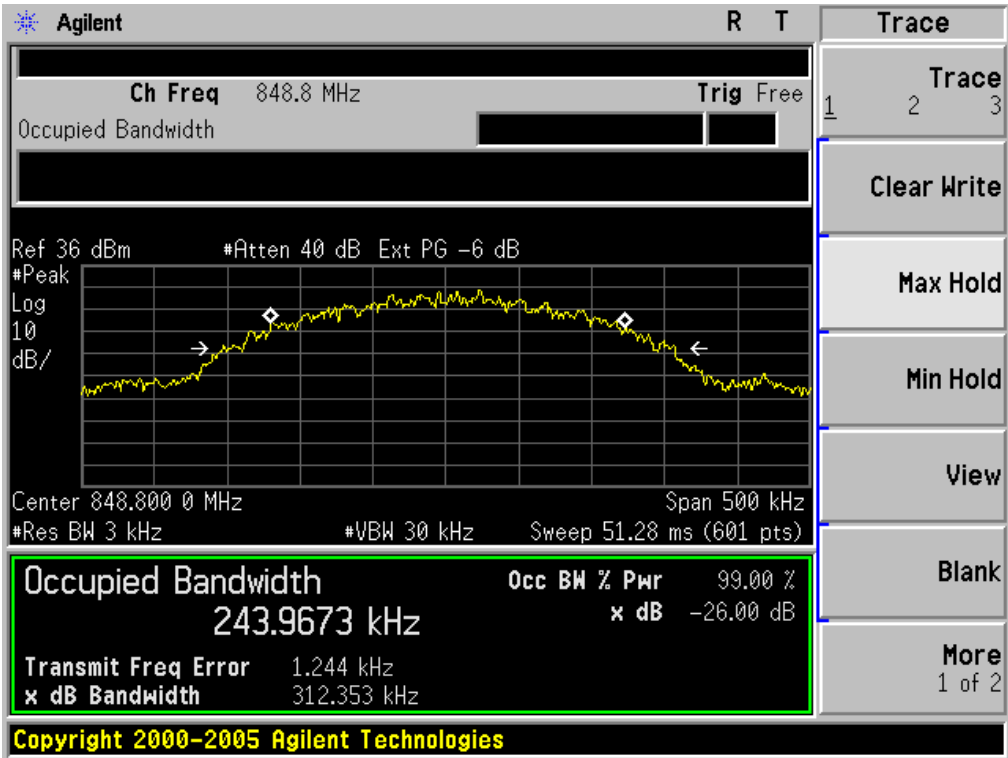 Agilent R T
Ch Freq 848.8 MHz Trig Free
Occupied Bandwidth
Ref 36 dBm #Atten 40 dB Ext PG -6 dB
#Peak
Log
10
dB/
Center 848.800 0 MHz Span 500 kHz
#Res BW 3 kHz #VBW 30 kHz Sweep 51.28 ms (601 pts)
Occupied Bandwidth Occ BW % Pwr 99.00 %
243.9673 kHz x dB -26.00 dB
Transmit Freq Error 1.244 kHz
x dB Bandwidth 312.353 kHz
Copyright 2000-2005 Agilent Technologies
Trace
Trace
1 2 3
Clear Write
Max Hold
Min Hold
View
Blank
More
1 of 2